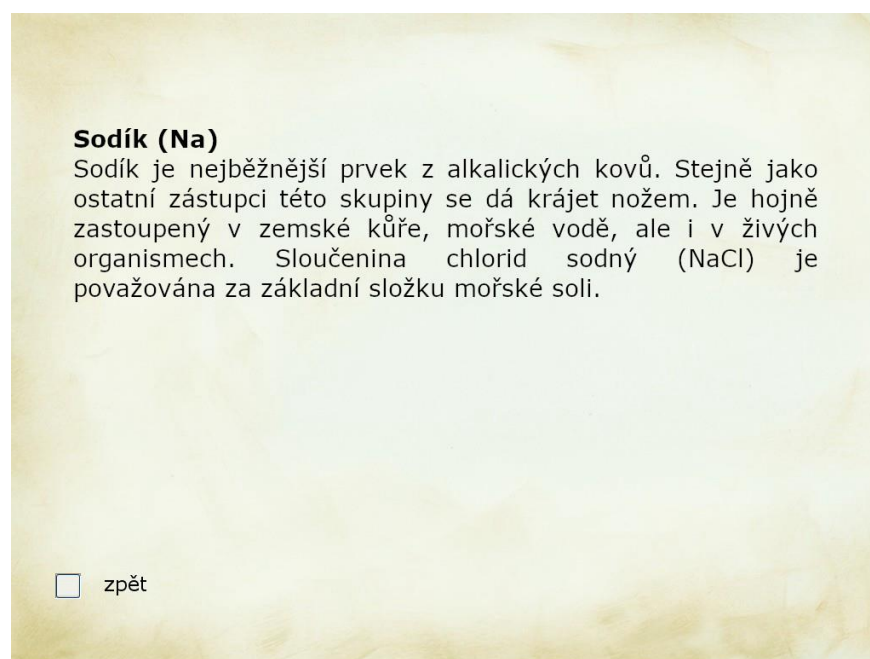 Sodík (Na)
Sodík je nejběžnější prvek z alkalických kovů. Stejně jako
ostatní zástupci této skupiny se dá krájet nožem. Je hojně
zastoupený v zemské kůře, mořské vodě, ale i v živých
organismech. Sloučenina chlorid sodný (NaCl) je
považována za základní složku mořské soli.
zpět